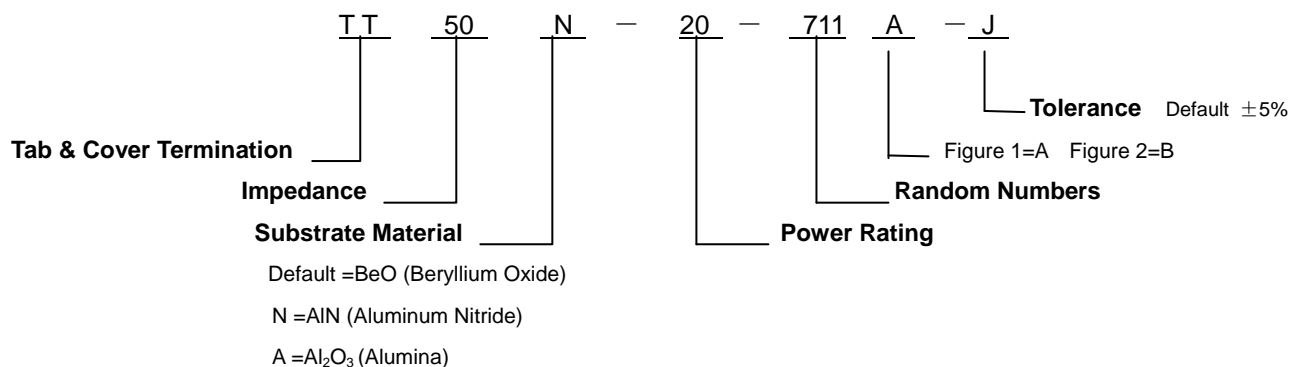 TT 50 N － 20 － 711 A － J
Tolerance Default ±5%
Tab & Cover Termination
Figure 1=A Figure 2=B
Impedance
Random Numbers
Substrate Material
Power Rating
Default =BeO (Beryllium Oxide)
N =AlN (Aluminum Nitride)
A =Al₂O₃ (Alumina)